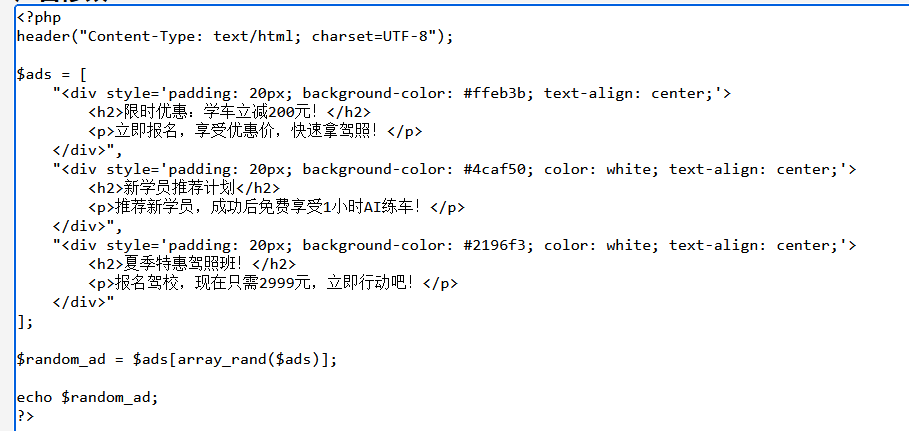 <?php
header("Content-Type: text/html; charset=UTF-8");
$ads = [
    "<div style='padding: 20px; background-color: #ffeb3b; text-align: center;'>
        <h2>限时优惠：学车立减200元！</h2>
        <p>立即报名，享受优惠价，快速拿驾照！</p>
    </div>",
    "<div style='padding: 20px; background-color: #4caf50; color: white; text-align: center;'>
        <h2>新学员推荐计划</h2>
        <p>推荐新学员，成功后免费享受1小时AI练车！</p>
    </div>",
    "<div style='padding: 20px; background-color: #2196f3; color: white; text-align: center;'>
        <h2>夏季特惠驾照班！</h2>
        <p>报名驾校，现在只需2999元，立即行动吧！</p>
    </div>"
];
$random_ad = $ads[array_rand($ads)];
echo $random_ad;
?>